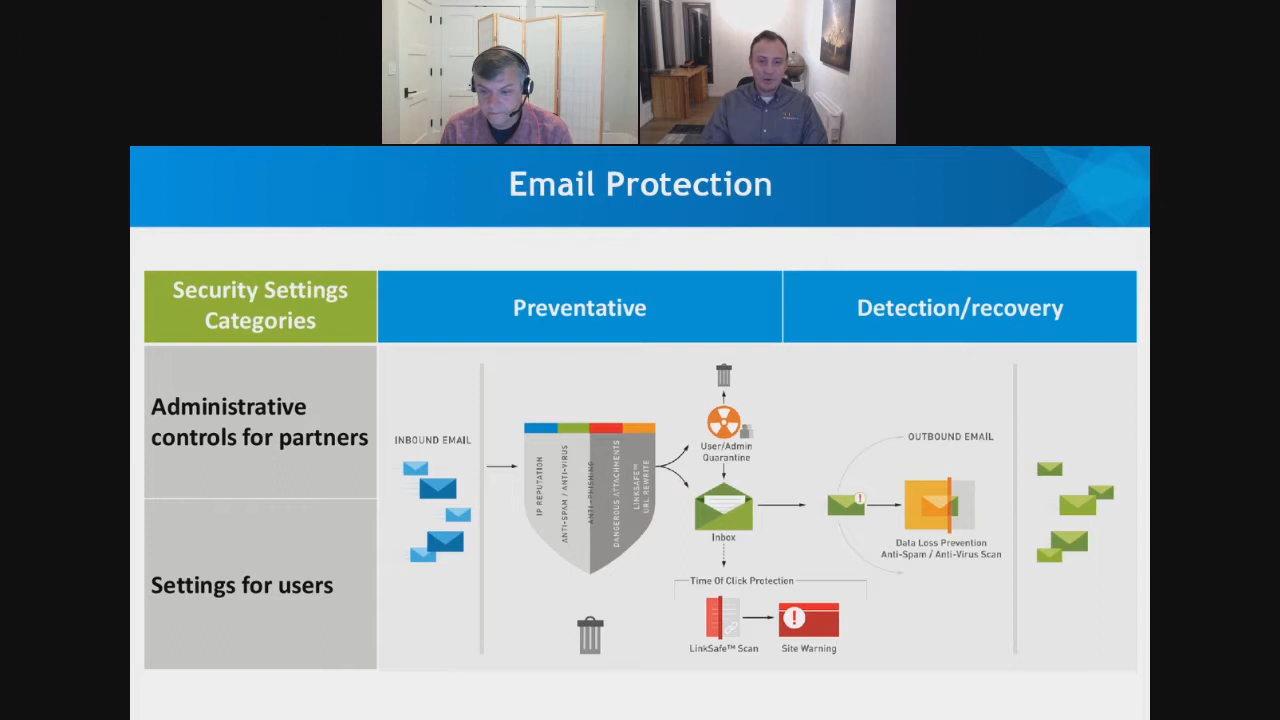 Email Protection
Security Settings
Categories
Preventative
Detection/recovery
Administrative
controls for partners
Settings for users
INBOUND EMAIL
IP REPUTATION
ANTI-SPAM / ANTI-VIRUS
ANTI-PHISHING
DANGEROUS ATTACHMENTS
LINKSAFE™
URL REWRITE
User/Admin
Quarantine
Inbox
Time Of Click Protection
LinkSafe™ Scan
Site Warning
OUTBOUND EMAIL
Data Loss Prevention
Anti-Spam / Anti-Virus Scan